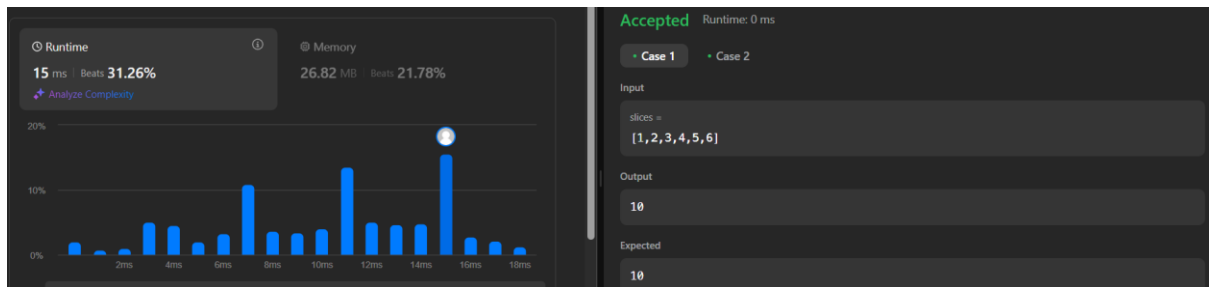 Runtime
15 ms | Beats 31.26%
Analyze Complexity
Memory
26.82 MB | Beats 21.78%
20%
10%
0%
2ms 4ms 6ms 8ms 10ms 12ms 14ms 16ms 18ms
Accepted Runtime: 0 ms
• Case 1 • Case 2
Input
slices =
[1,2,3,4,5,6]
Output
10
Expected
10